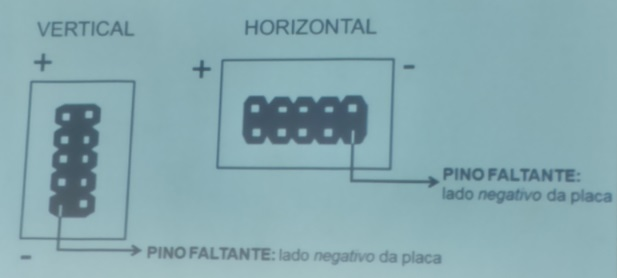 VERTICAL
HORIZONTAL
+
+ -
PINO FALTANTE:
lado negativo da placa
- PINO FALTANTE: lado negativo da placa